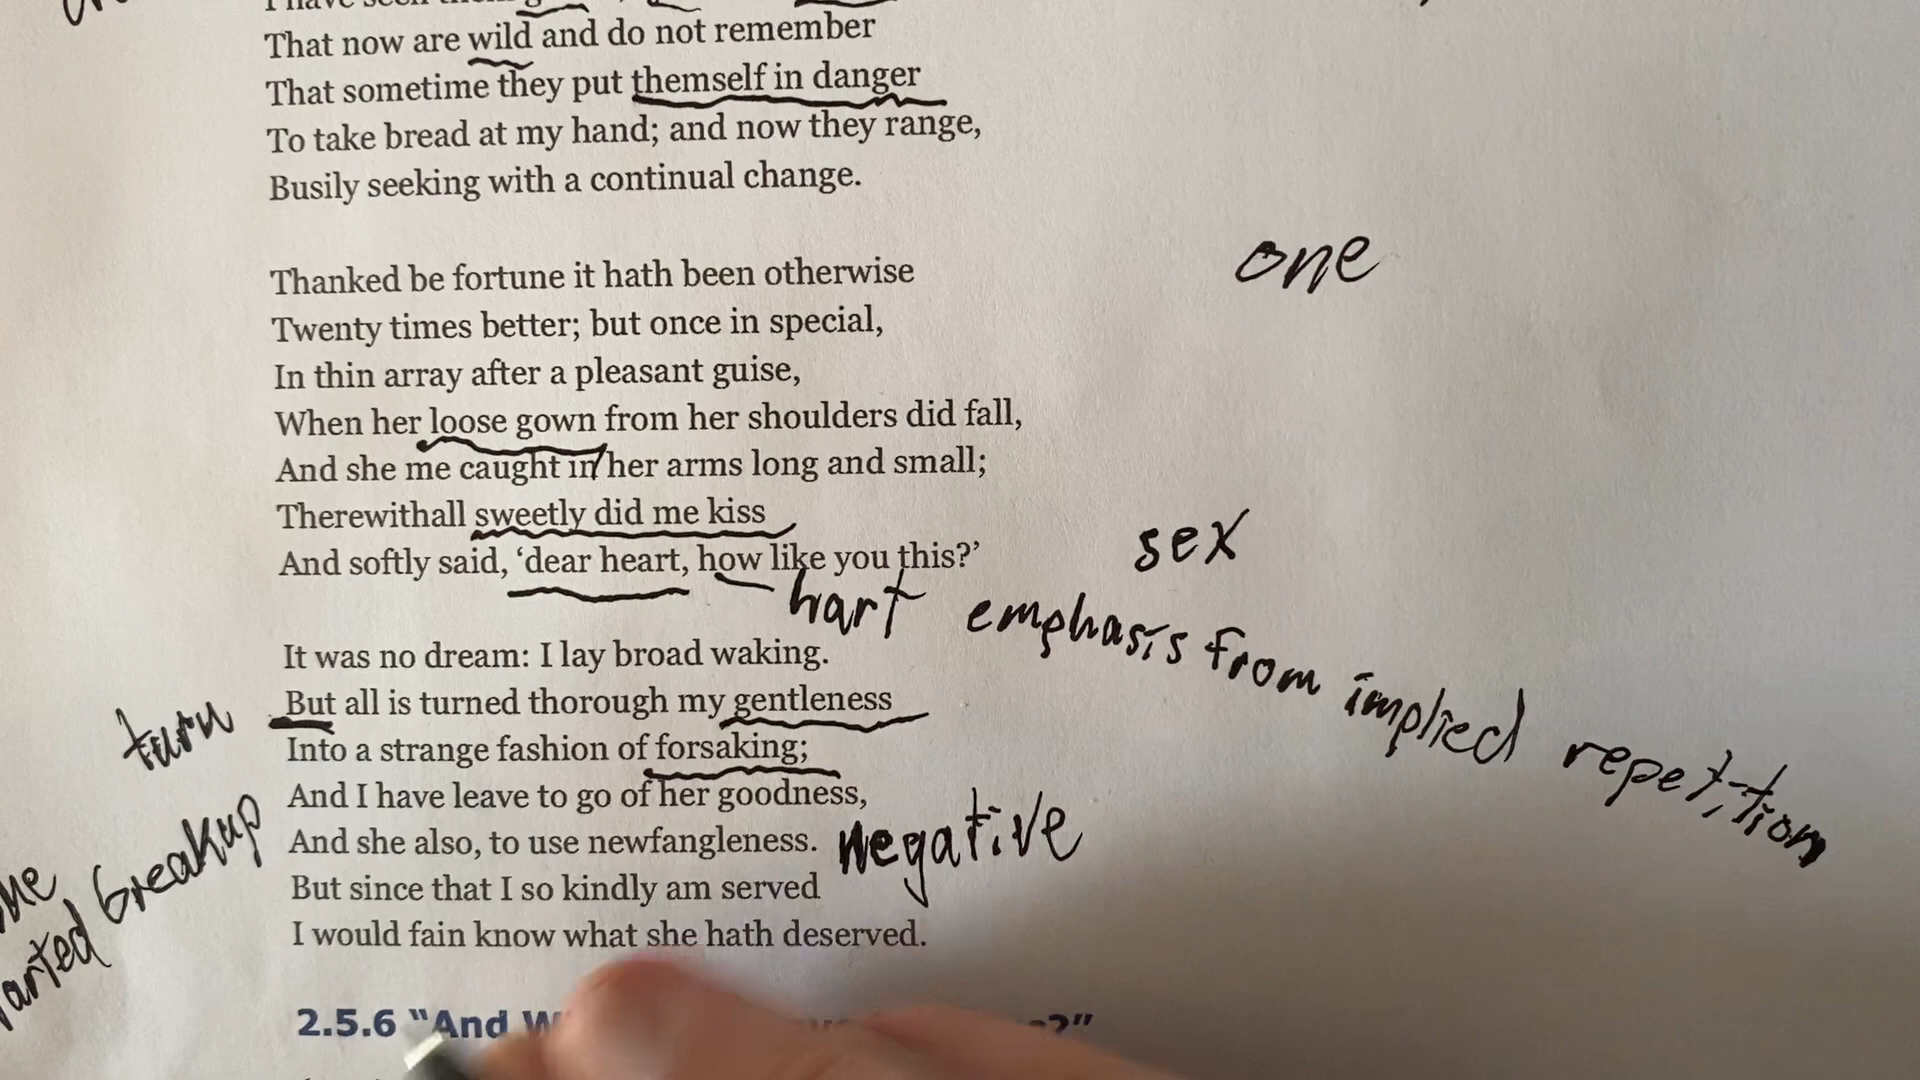 That now are wild and do not remember
That sometime they put themself in danger
To take bread at my hand; and now they range,
Busily seeking with a continual change.
one
Thanked be fortune it hath been otherwise
Twenty times better; but once in special,
In thin array after a pleasant guise,
When her loose gown from her shoulders did fall,
And she me caught in her arms long and small;
Therewithall sweetly did me kiss
sex
And softly said, ‘dear heart, how like you this?’
hart emphasis from implied repetition
It was no dream: I lay broad waking.
turn
But all is turned thorough my gentleness
Into a strange fashion of forsaking;
And I have leave to go of her goodness,
breakup
And she also, to use newfangleness. negative
But since that I so kindly am served
I would fain know what she hath deserved.
2.5.6 “And